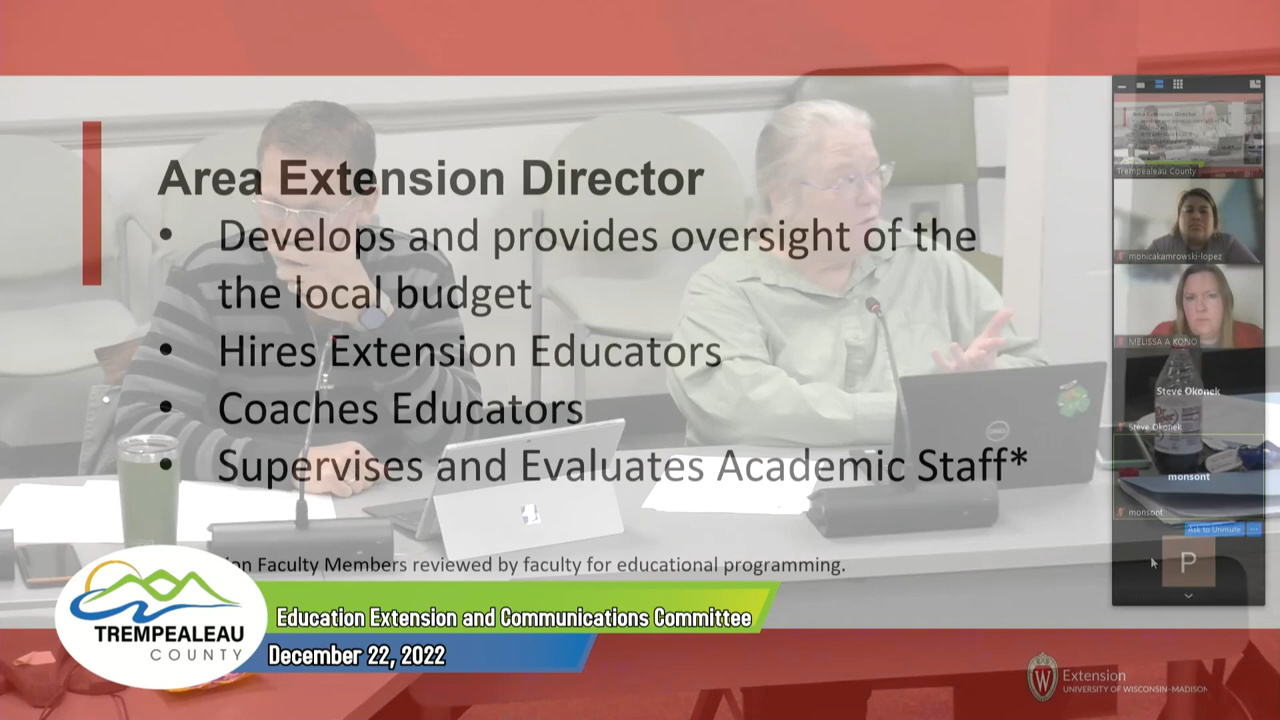 Area Extension Director
• Develops and provides oversight of the
the local budget
• Hires Extension Educators
• Coaches Educators
• Supervises and Evaluates Academic Staff*
Faculty Members reviewed by faculty for educational programming.
TREMPEALEAU
COUNTY
Education Extension and Communications Committee
December 22, 2022
Trempealeau County
monicakamrowski-lopez
MELISSA A KONO
Steve Okonek
Steve Okonek
monsont
monsont
Ask to Unmute
P
DELL
W
Extension
UNIVERSITY OF WISCONSIN-MADISON